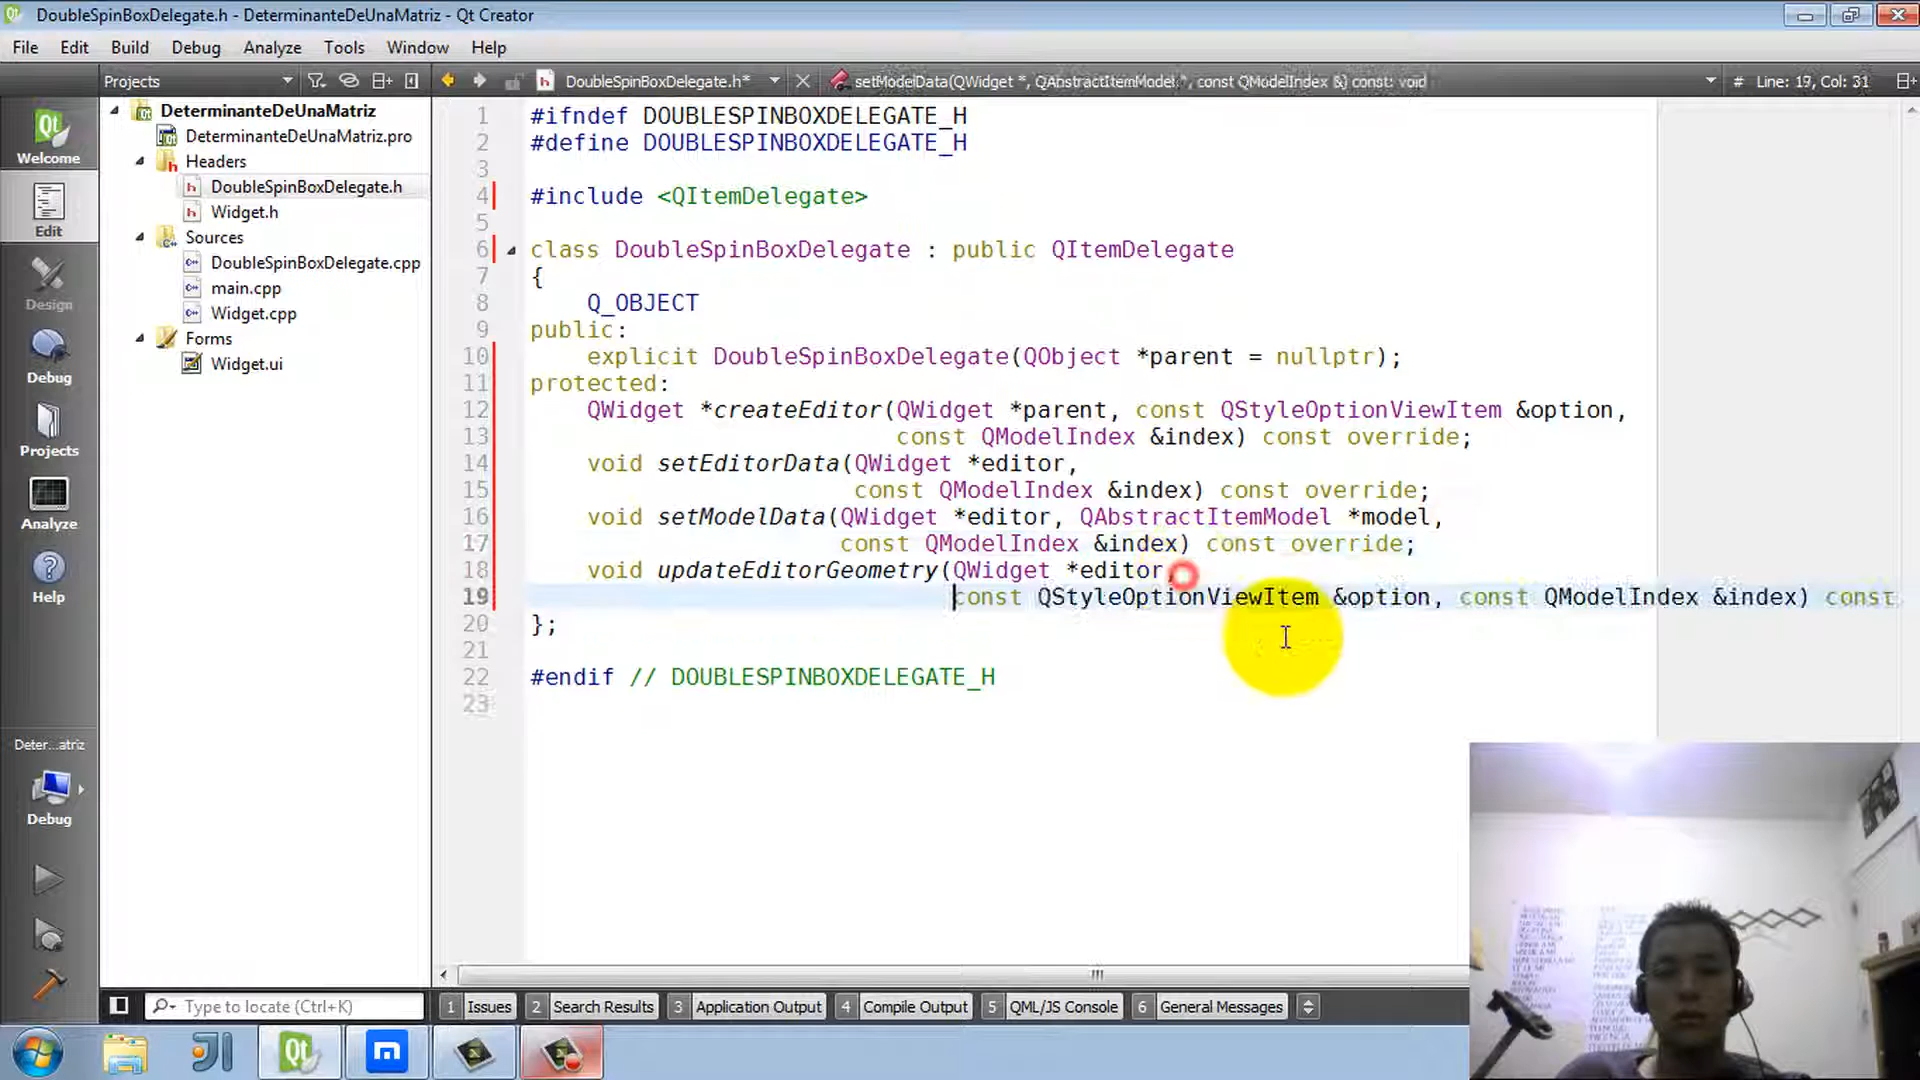 DoubleSpinBoxDelegate.h - DeterminanteDeUnaMatriz - Qt Creator
File Edit Build Debug Analyze Tools Window Help
Projects
DoubleSpinBoxDelegate.h*
setModelData(QWidget *, QAbstractItemModel *, const QModelIndex &) const: void
# Line: 19, Col: 31
Welcome
Edit
Design
Debug
Projects
Analyze
Help
Deter...atriz
Debug
DeterminanteDeUnaMatriz
DeterminanteDeUnaMatriz.pro
Headers
DoubleSpinBoxDelegate.h
Widget.h
Sources
DoubleSpinBoxDelegate.cpp
main.cpp
Widget.cpp
Forms
Widget.ui
1 #ifndef DOUBLESPINBOXDELEGATE_H
2 #define DOUBLESPINBOXDELEGATE_H
3
4 #include <QItemDelegate>
5
6 class DoubleSpinBoxDelegate : public QItemDelegate
7 {
8 Q_OBJECT
9 public:
10 explicit DoubleSpinBoxDelegate(QObject *parent = nullptr);
11 protected:
12 QWidget *createEditor(QWidget *parent, const QStyleOptionViewItem &option,
13 const QModelIndex &index) const override;
14 void setEditorData(QWidget *editor,
15 const QModelIndex &index) const override;
16 void setModelData(QWidget *editor, QAbstractItemModel *model,
17 const QModelIndex &index) const override;
18 void updateEditorGeometry(QWidget *editor,
19 const QStyleOptionViewItem &option, const QModelIndex &index) const
20 };
21
22 #endif // DOUBLESPINBOXDELEGATE_H
23
Type to locate (Ctrl+K)
1 Issues 2 Search Results 3 Application Output 4 Compile Output 5 QML/JS Console 6 General Messages